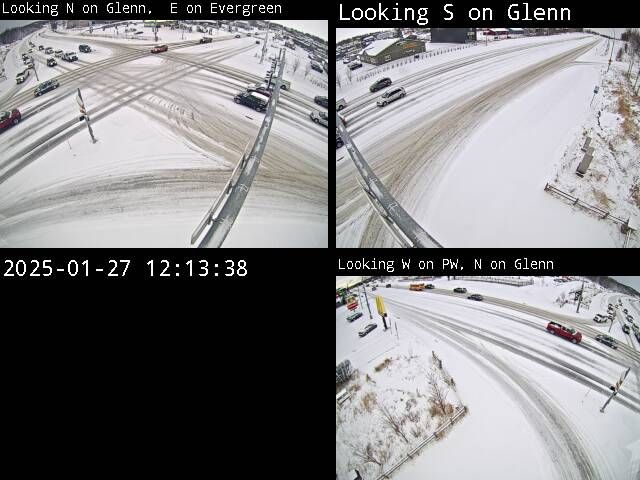 Looking N on Glenn,  E on Evergreen
Looking S on Glenn
2025-01-27 12:13:38
Looking W on PW, N on Glenn